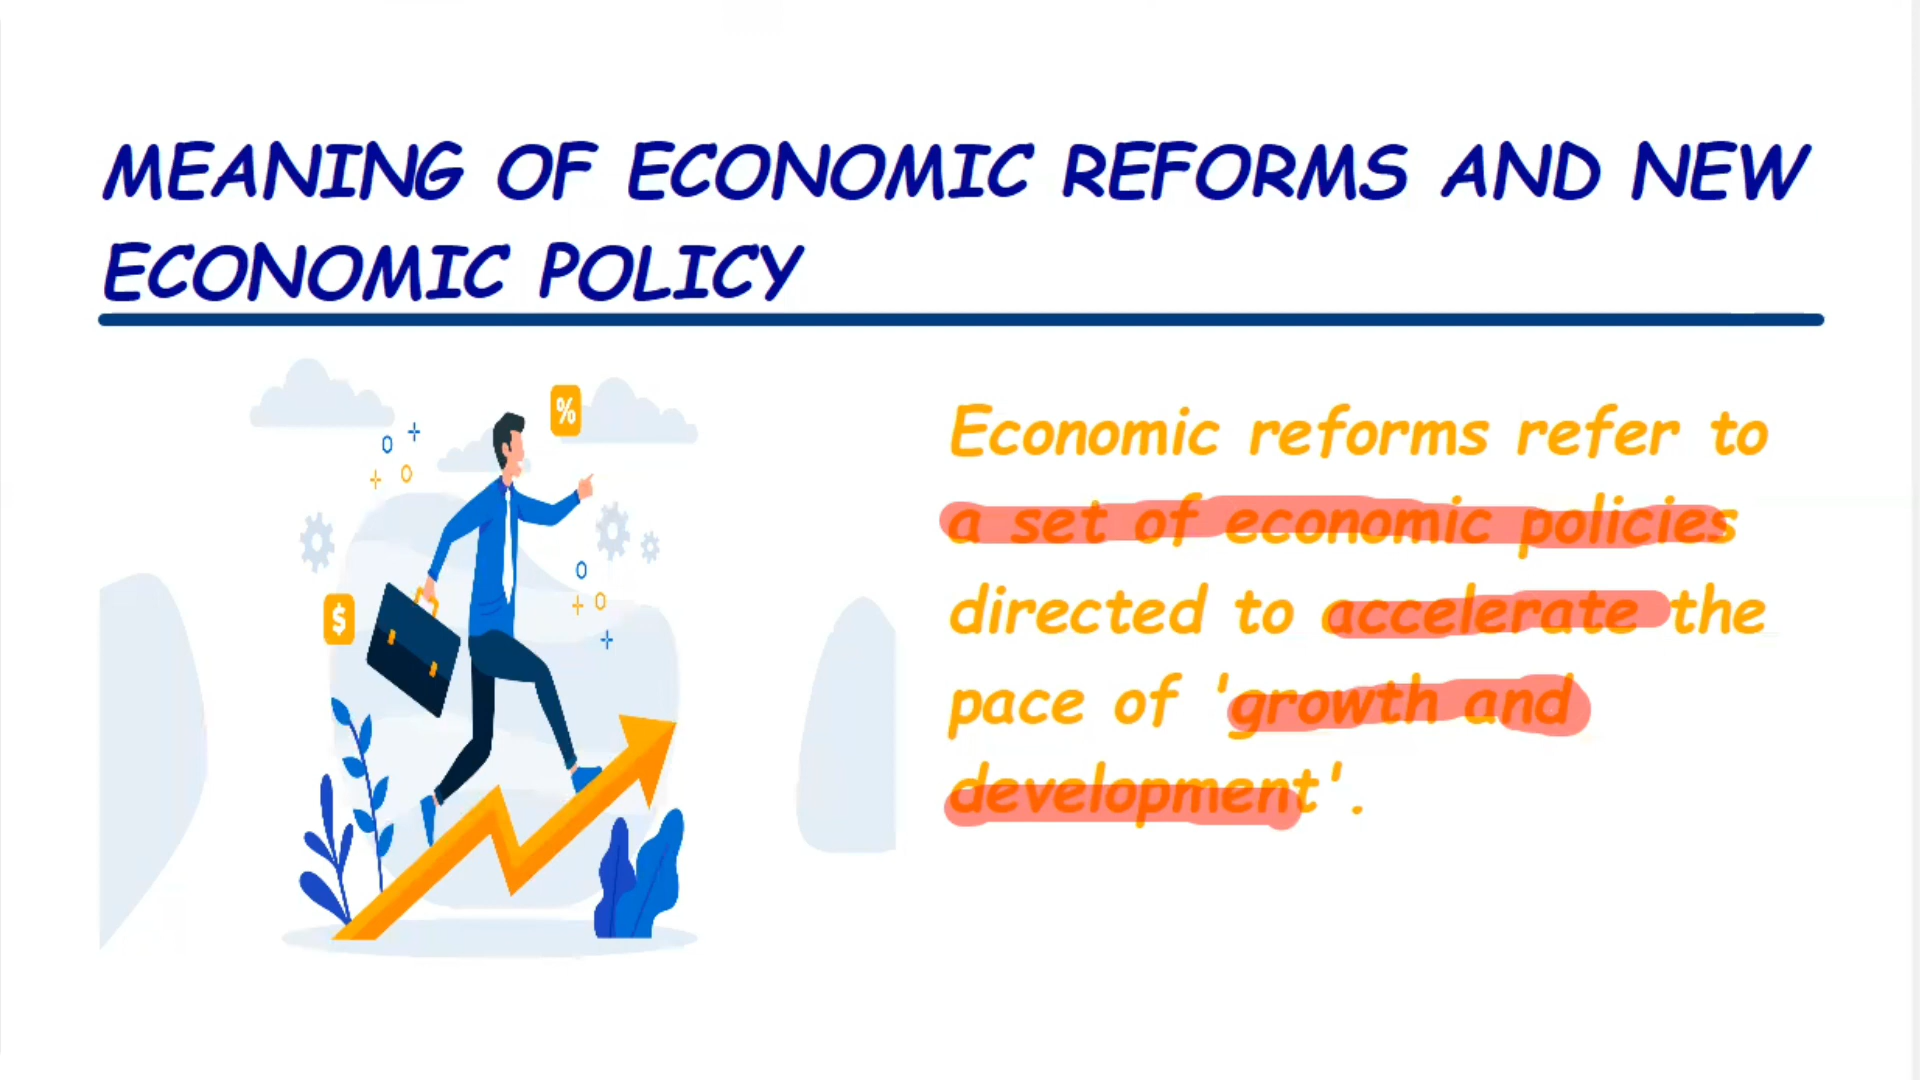 MEANING OF ECONOMIC REFORMS AND NEW
ECONOMIC POLICY
%
$
Economic reforms refer to
a set of economic policies
directed to accelerate the
pace of 'growth and
development'.